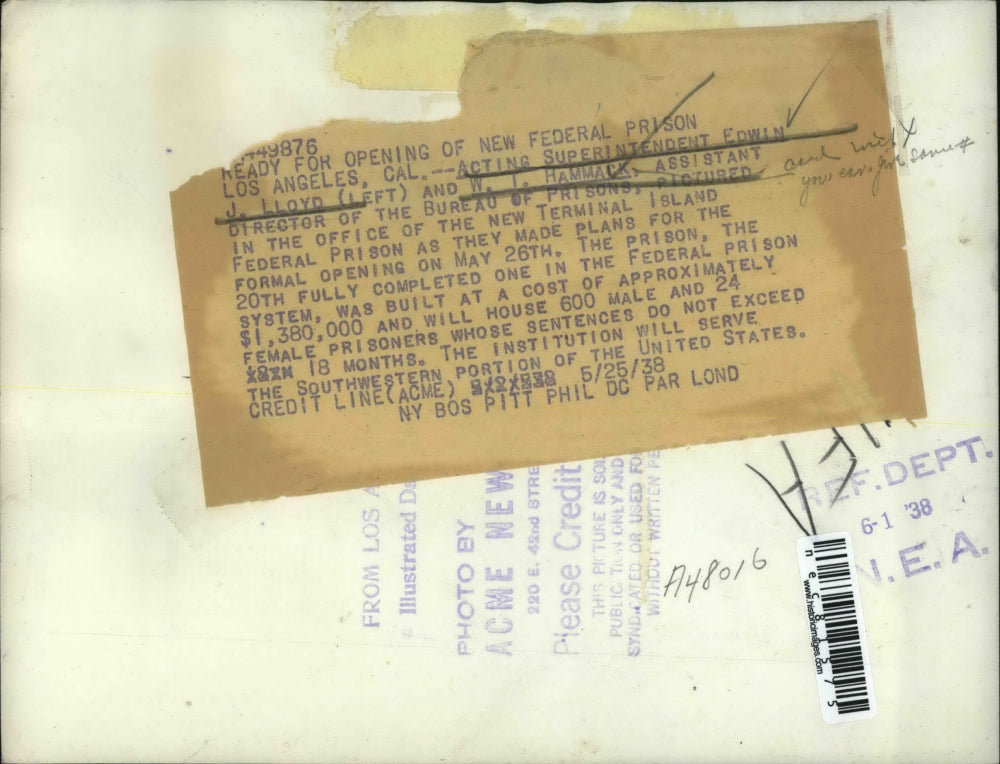 449876
READY FOR OPENING OF NEW FEDERAL PRISON
LOS ANGELES, CAL.--ACTING SUPERINTENDENT EDWIN
J. LLOYD (LEFT) AND W. T. HAMMACK, ASSISTANT
DIRECTOR OF THE BUREAU OF PRISONS, PICTURED
IN THE OFFICE OF THE NEW TERMINAL ISLAND
FEDERAL PRISON AS THEY MADE PLANS FOR THE
FORMAL OPENING ON MAY 26TH. THE PRISON, THE
20TH FULLY COMPLETED ONE IN THE FEDERAL PRISON
SYSTEM, WAS BUILT AT A COST OF APPROXIMATELY
$1,380,000 AND WILL HOUSE 600 MALE AND 24
FEMALE PRISONERS WHOSE SENTENCES DO NOT EXCEED
18 MONTHS. THE INSTITUTION WILL SERVE
THE SOUTHWESTERN PORTION OF THE UNITED STATES.
CREDIT LINE(ACME) 5/25/38
NY BOS PITT PHIL DC PAR LOND
FROM LOS A
Illustrated Da
PHOTO BY
ACME NEW
220 E. 42nd STRE
Please Credit
THIS PICTURE IS SOL
PUBLICATION ONLY AND
SYNDICATED OR USED FO
WITHOUT WRITTEN PE
A48016
REF. DEPT.
6-1 '38
N.E.A.
nec81575
www.historicimages.com